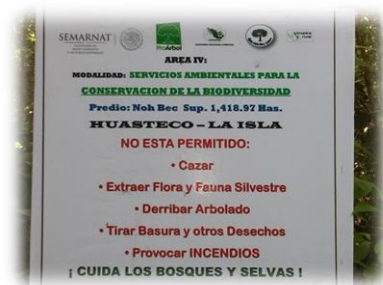 SEMARNAT
ProÁrbol
AREA IV:
MODALIDAD: SERVICIOS AMBIENTALES PARA LA
CONSERVACION DE LA BIODIVERSIDAD
Predio: Noh Bec Sup. 1,418.97 Has.
HUASTECO – LA ISLA
NO ESTA PERMITIDO:
• Cazar
• Extraer Flora y Fauna Silvestre
• Derribar Arbolado
• Tirar Basura y otros Desechos
• Provocar INCENDIOS
¡ CUIDA LOS BOSQUES Y SELVAS !